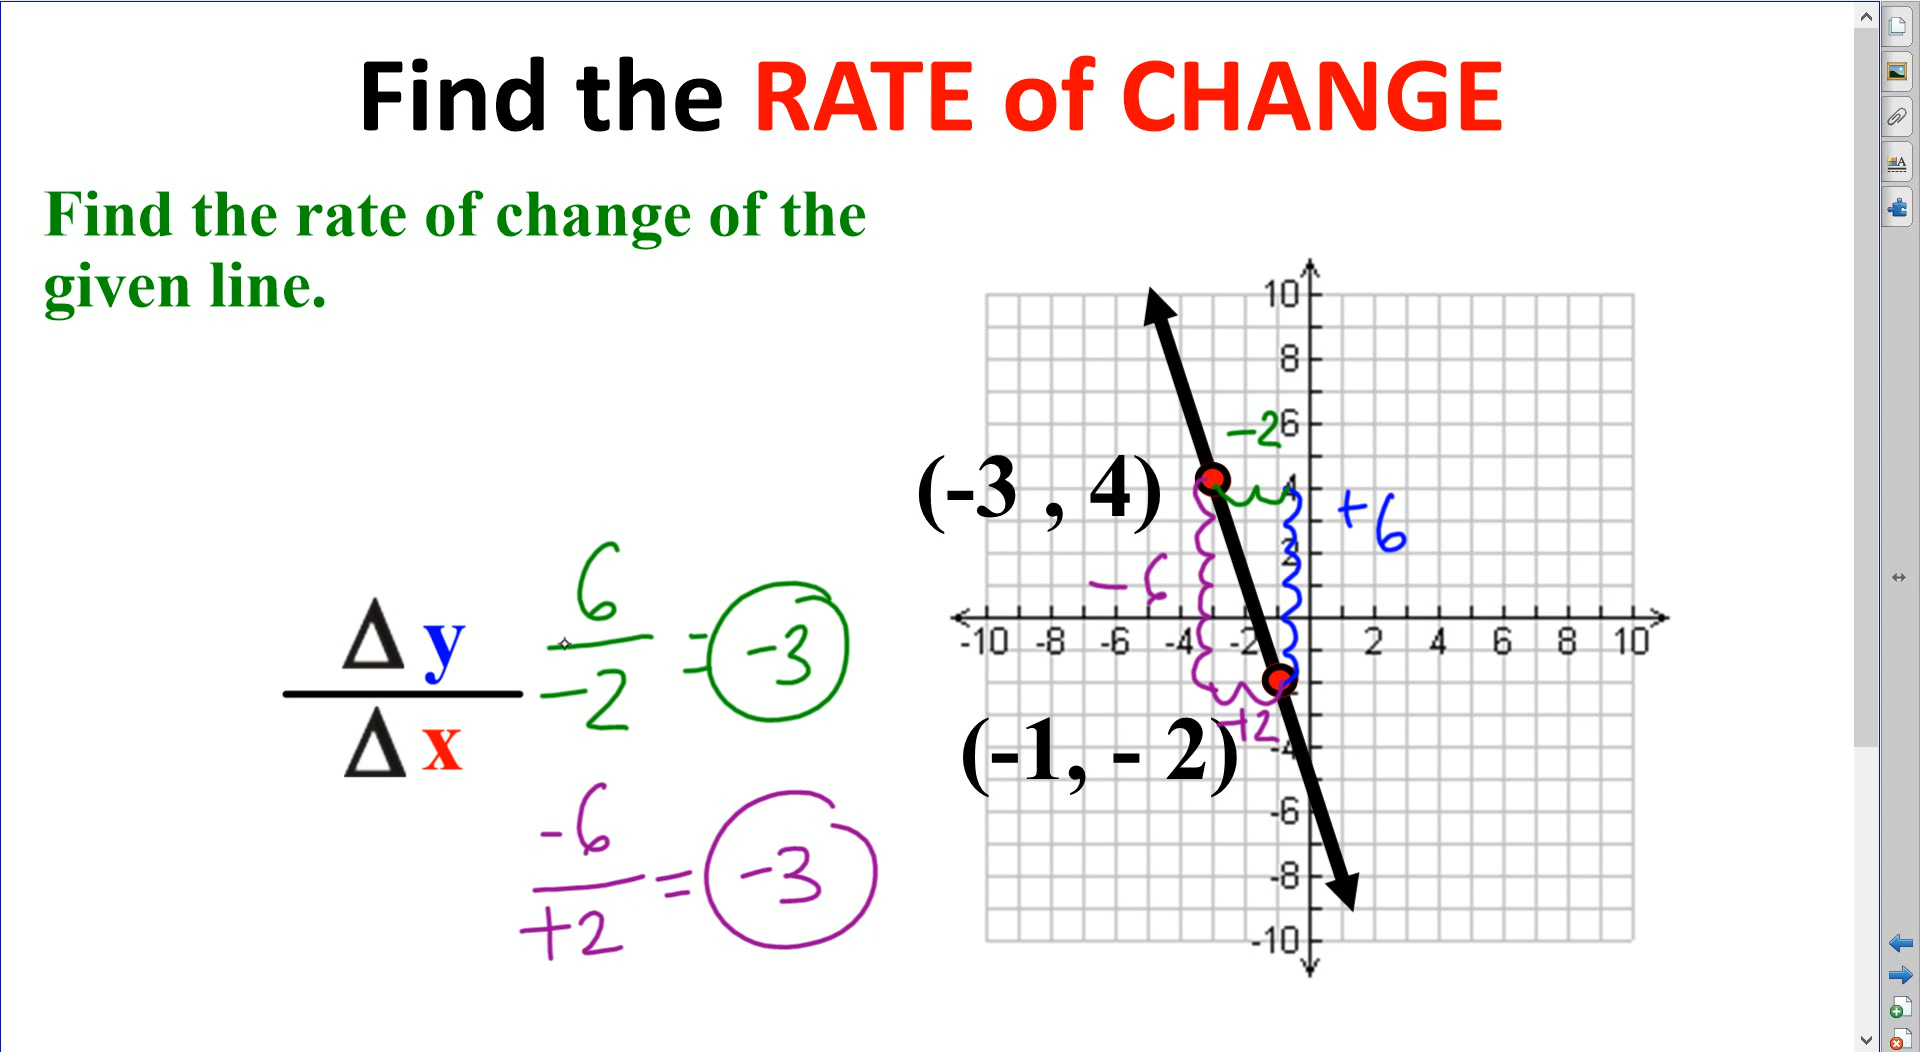 Find the RATE of CHANGE
Find the rate of change of the
given line.
Δ y
Δ x
6
-2
= -3
-6
+2
= -3
(-3 , 4)
(-1, - 2)
-2
+6
-6
+2
10
8
6
4
2
-10 -8 -6 -4 -2 2 4 6 8 10
-4
-6
-8
-10